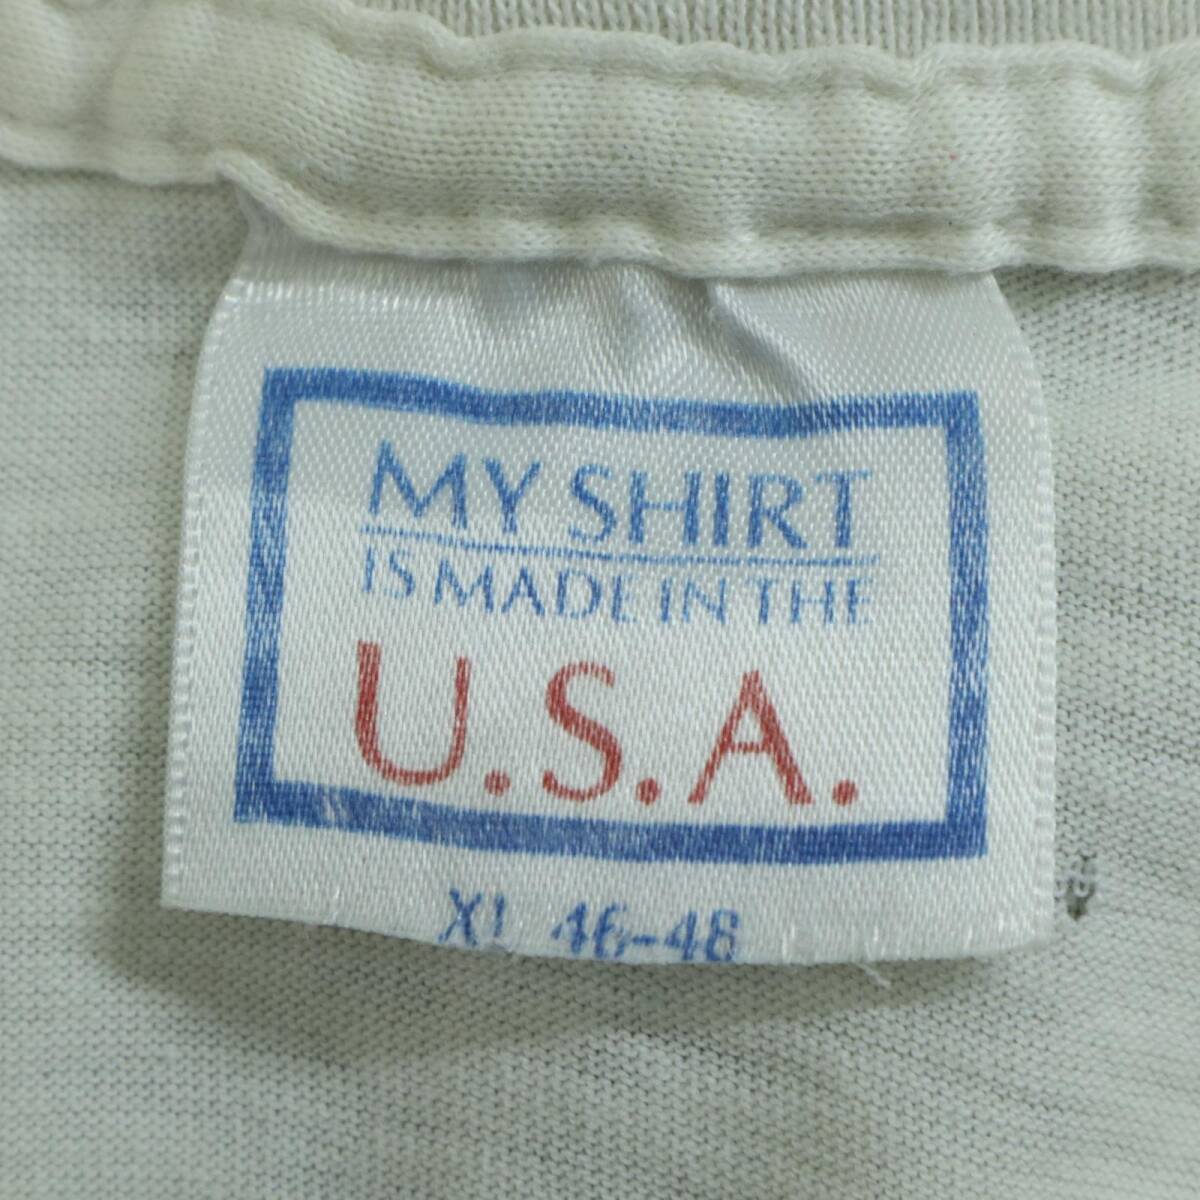 MY SHIRT
IS MADE IN THE
U.S.A.
XL 46-48